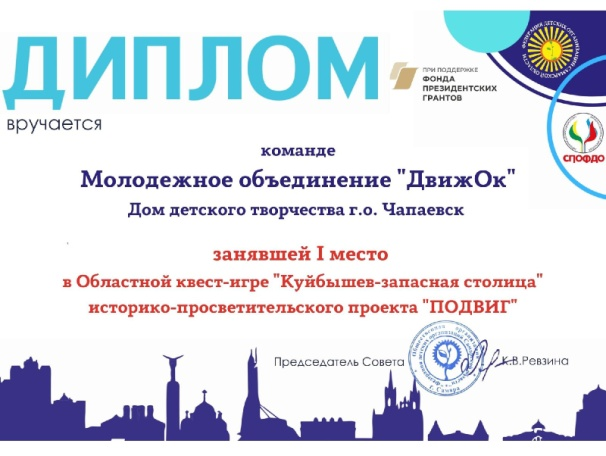 ДИПЛОМ
ПРИ ПОДДЕРЖКЕ
ФОНДА
ПРЕЗИДЕНТСКИХ
ГРАНТОВ
СПОФДО
вручается
команде
Молодежное объединение "ДвижОк"
Дом детского творчества г.о. Чапаевск
занявшей I место
в Областной квест-игре "Куйбышев-запасная столица"
историко-просветительского проекта "ПОДВИГ"
Председатель Совета
К.В.Ревзина
г. Самара